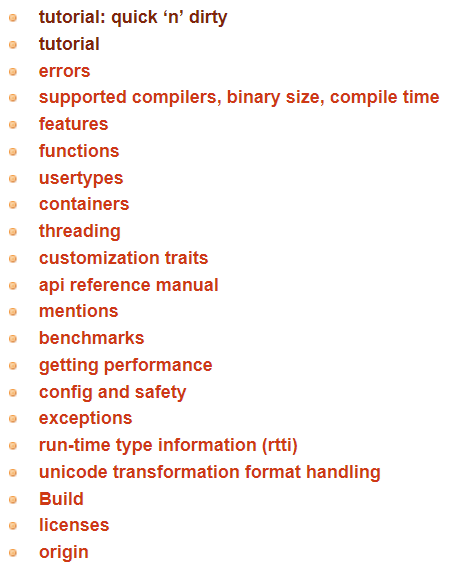 tutorial: quick ‘n’ dirty
tutorial
errors
supported compilers, binary size, compile time
features
functions
usertypes
containers
threading
customization traits
api reference manual
mentions
benchmarks
getting performance
config and safety
exceptions
run-time type information (rtti)
unicode transformation format handling
Build
licenses
origin